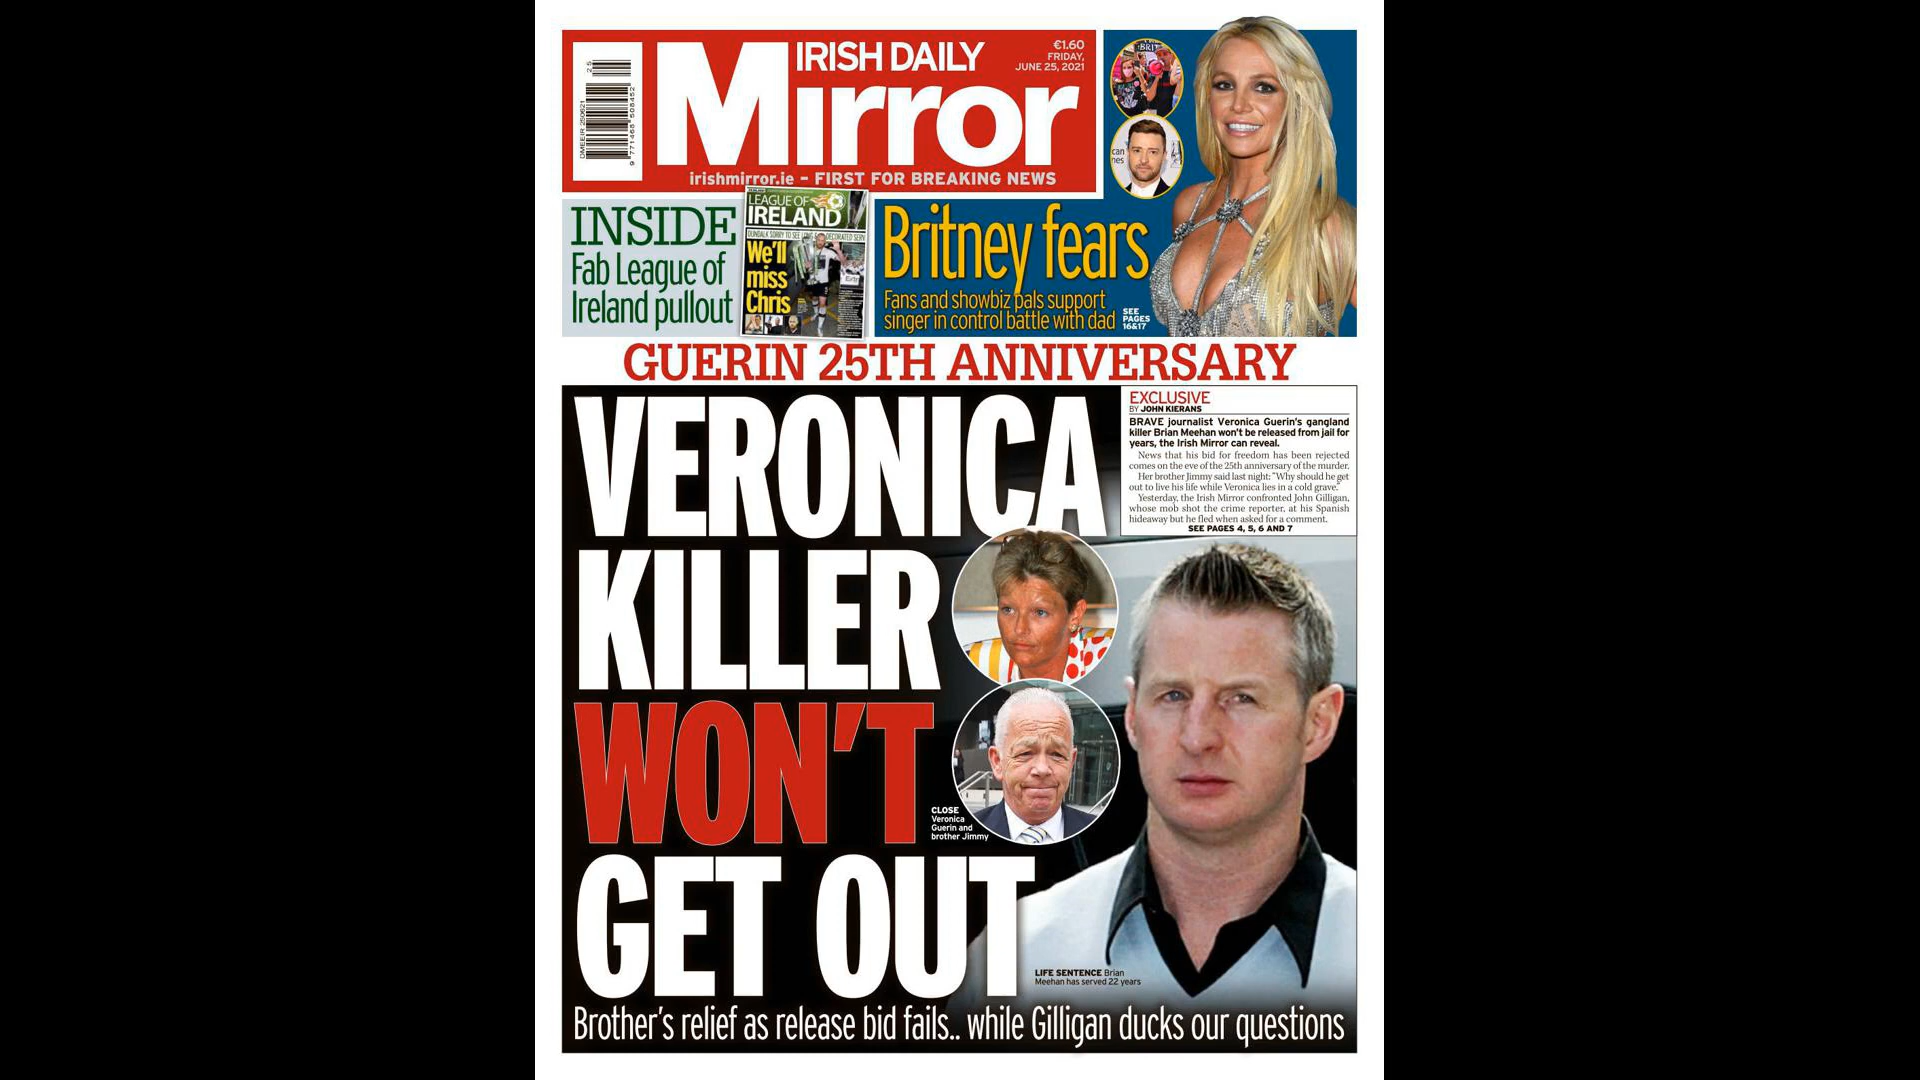 IRISH DAILY
Mirror
€1.60
FRIDAY,
JUNE 25, 2021
irishmirror.ie – FIRST FOR BREAKING NEWS
25
DMEEIR 250621
9 771468 508452
INSIDE
Fab League of
Ireland pullout
LEAGUE OF
IRELAND
We'll
miss
Chris
Britney fears
Fans and showbiz pals support
singer in control battle with dad
SEE
PAGES
16&17
GUERIN 25TH ANNIVERSARY
VERONICA
KILLER
WON'T
GET OUT
EXCLUSIVE
BY JOHN KIERANS
BRAVE journalist Veronica Guerin's gangland
killer Brian Meehan won't be released from jail for
years, the Irish Mirror can reveal.
News that his bid for freedom has been rejected
comes on the eve of the 25th anniversary of the murder.
Her brother Jimmy said last night: "Why should he get
out to live his life while Veronica lies in a cold grave."
Yesterday, the Irish Mirror confronted John Gilligan,
whose mob shot the crime reporter, at his Spanish
hideaway but he fled when asked for a comment.
SEE PAGES 4, 5, 6 AND 7
CLOSE
Veronica
Guerin and
brother Jimmy
LIFE SENTENCE Brian
Meehan has served 22 years
Brother's relief as release bid fails.. while Gilligan ducks our questions